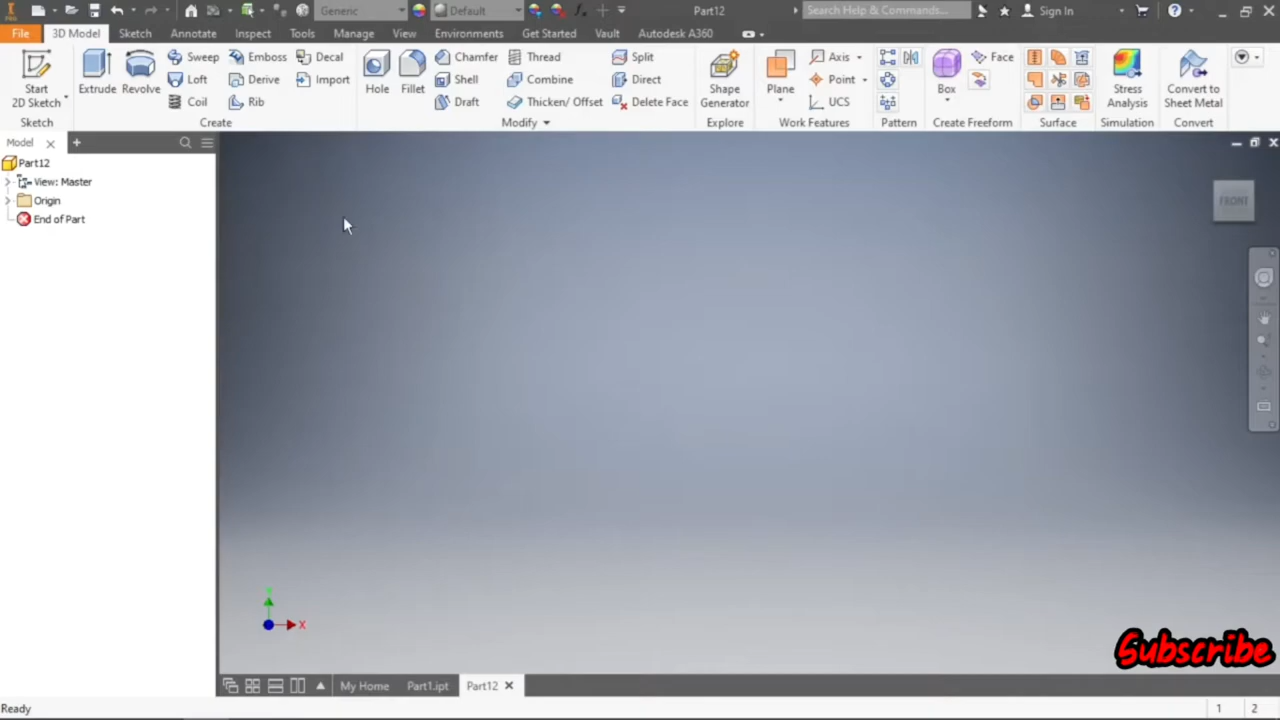 Generic
Default
Part12
Search Help & Commands...
Sign In
File
3D Model
Sketch
Annotate
Inspect
Tools
Manage
View
Environments
Get Started
Vault
Autodesk A360
Start
2D Sketch
Sketch
Extrude
Revolve
Sweep
Loft
Coil
Emboss
Derive
Rib
Decal
Import
Create
Hole
Fillet
Chamfer
Shell
Draft
Thread
Combine
Thicken/ Offset
Split
Direct
Delete Face
Modify
Shape
Generator
Explore
Plane
Axis
Point
UCS
Work Features
Pattern
Box
Face
Create Freeform
Surface
Stress
Analysis
Simulation
Convert to
Sheet Metal
Convert
Model
Part12
View: Master
Origin
End of Part
FRONT
X
Subscribe
My Home
Part1.ipt
Part12
Ready
1
2